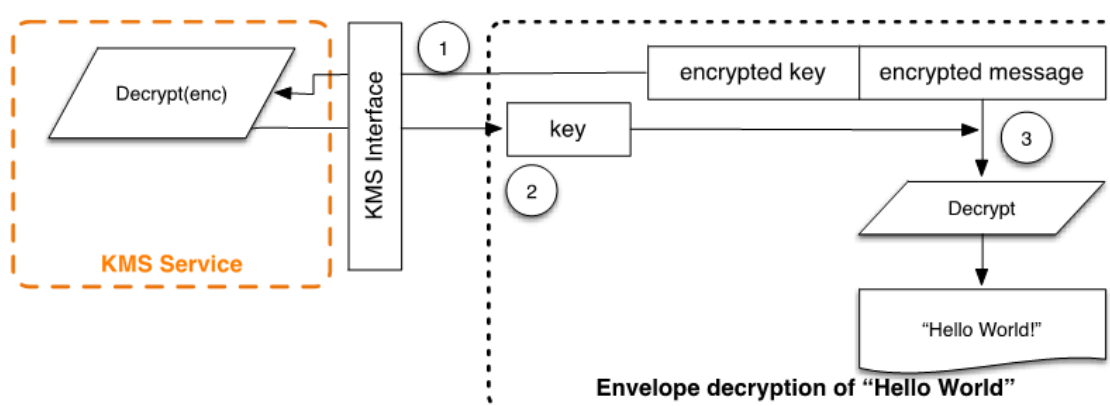 1
encrypted key
encrypted message
Decrypt(enc)
key
KMS Interface
3
2
Decrypt
KMS Service
“Hello World!”
Envelope decryption of “Hello World”